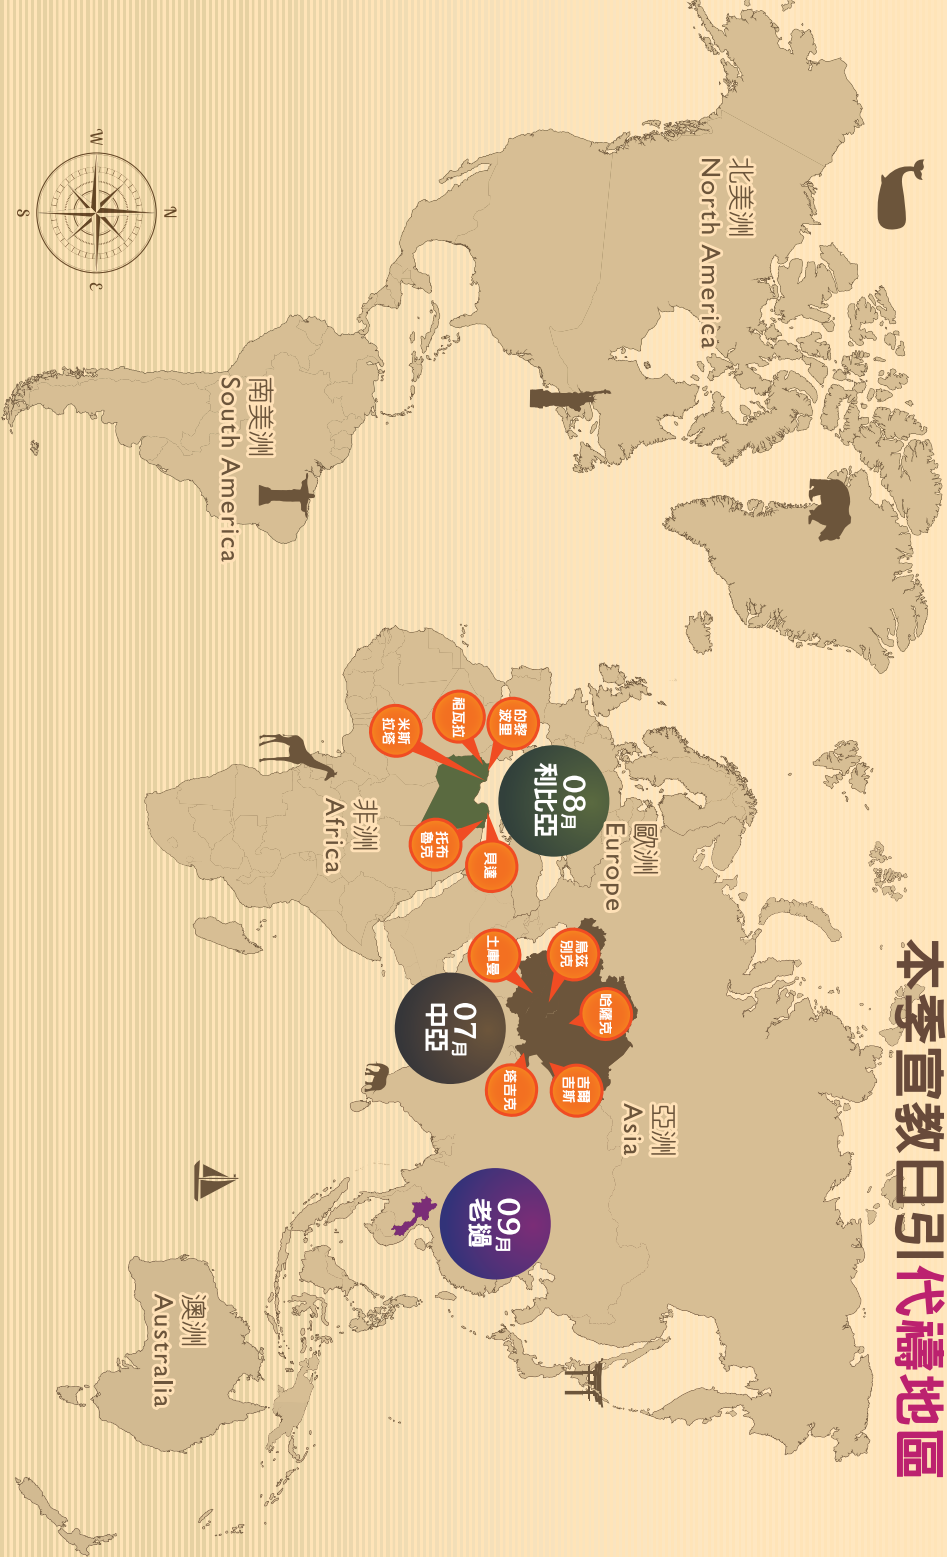 本季宣教日引代禱地區
北美洲
North America
歐洲
Europe
亞洲
Asia
08月
利比亞
的黎
波里
祖瓦拉
米斯
拉塔
托布
魯克
貝達
07月
中亞
烏茲
別克
土庫曼
哈薩克
吉爾
吉斯
塔吉克
09月
老撾
非洲
Africa
南美洲
South America
澳洲
Australia
N
W
E
S